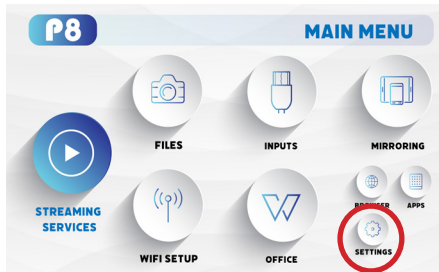 P8
MAIN MENU
FILES
INPUTS
MIRRORING
BROWSER
APPS
STREAMING
SERVICES
WIFI SETUP
OFFICE
SETTINGS